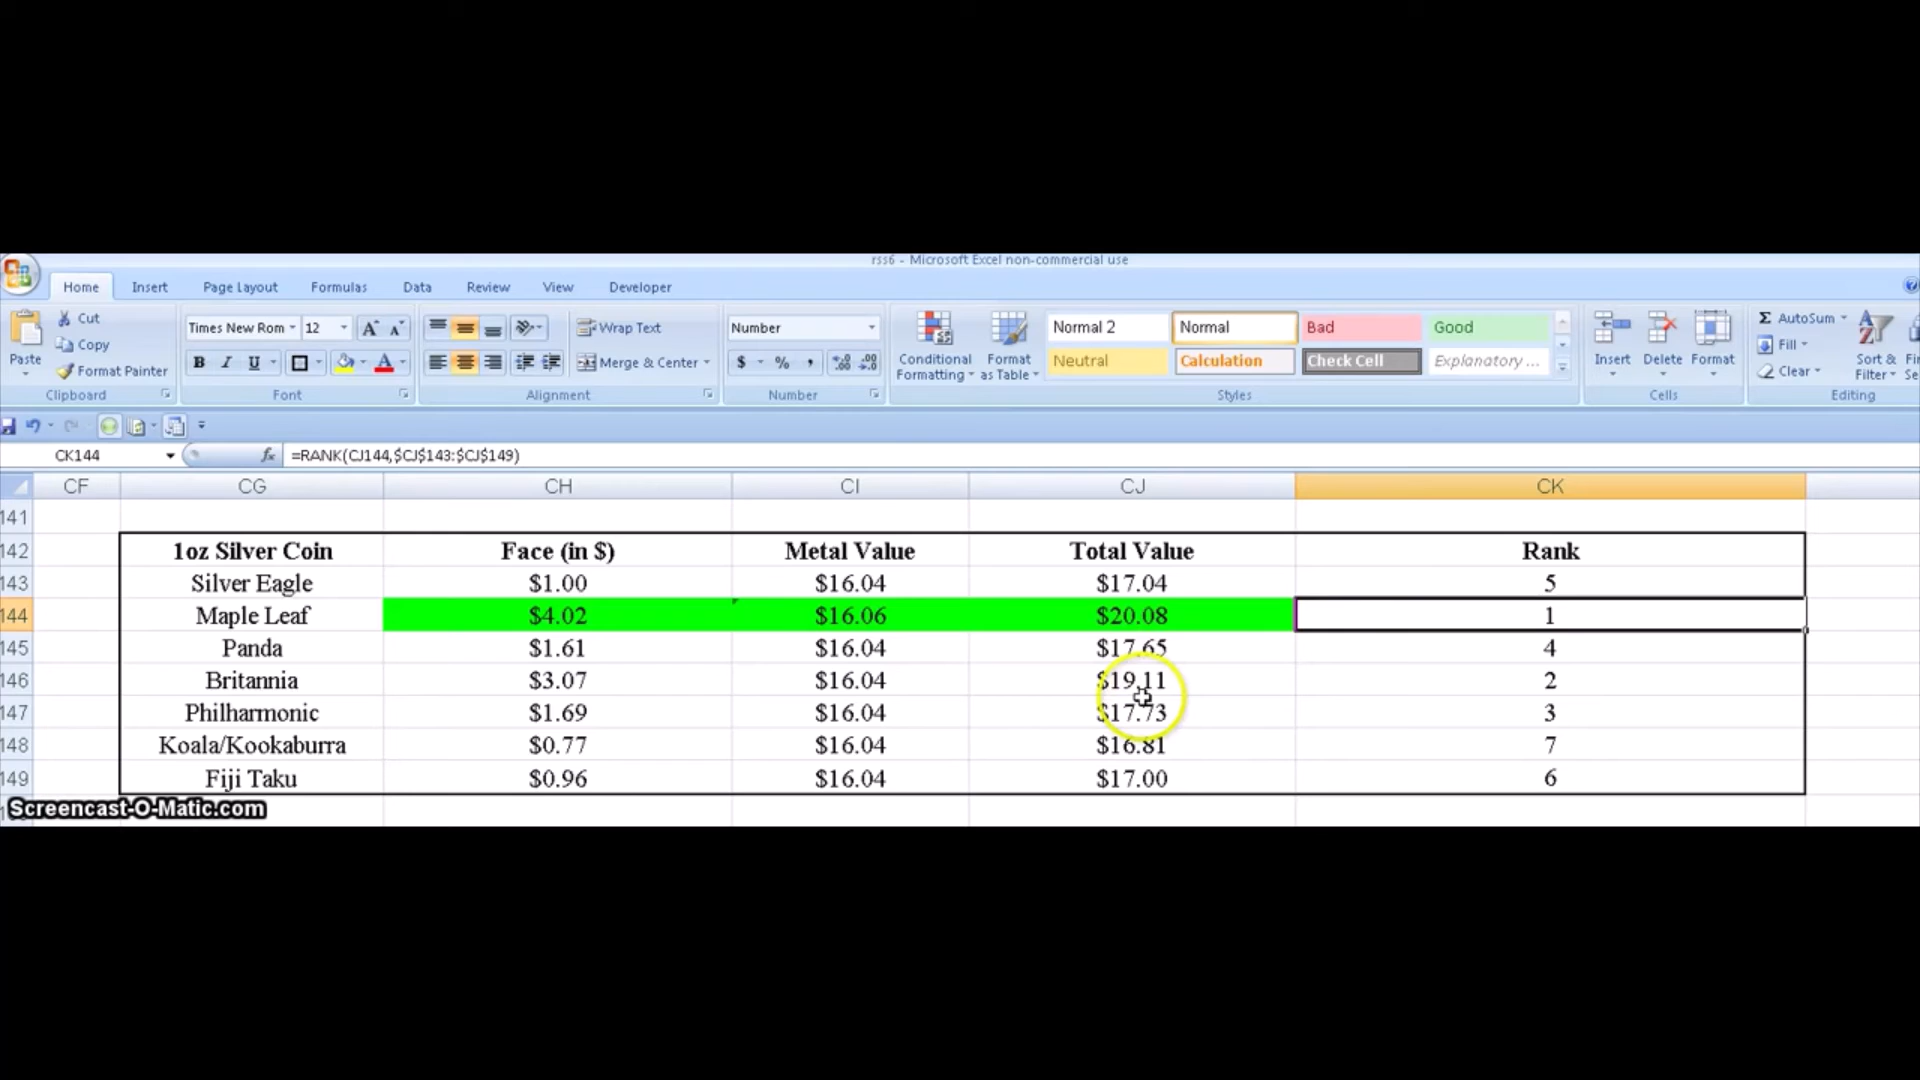 rss6 - Microsoft Excel non-commercial use
Home Insert Page Layout Formulas Data Review View Developer
Paste
Cut
Copy
Format Painter
Clipboard
Times New Rom 12
B I U
Font
Wrap Text
Merge & Center
Alignment
Number
$ % ,
Number
Conditional Formatting
Format as Table
Normal 2 Normal Bad Good
Neutral Calculation Check Cell Explanatory ...
Styles
Insert Delete Format
Cells
Σ AutoSum
Fill
Clear
Sort & Filter
Editing
CK144 fx =RANK(CJ144,$CJ$143:$CJ$149)
CF CG CH CI CJ CK
141
142 1oz Silver Coin Face (in $) Metal Value Total Value Rank
143 Silver Eagle $1.00 $16.04 $17.04 5
144 Maple Leaf $4.02 $16.06 $20.08 1
145 Panda $1.61 $16.04 $17.65 4
146 Britannia $3.07 $16.04 $19.11 2
147 Philharmonic $1.69 $16.04 $17.73 3
148 Koala/Kookaburra $0.77 $16.04 $16.81 7
149 Fiji Taku $0.96 $16.04 $17.00 6
Screencast-O-Matic.com